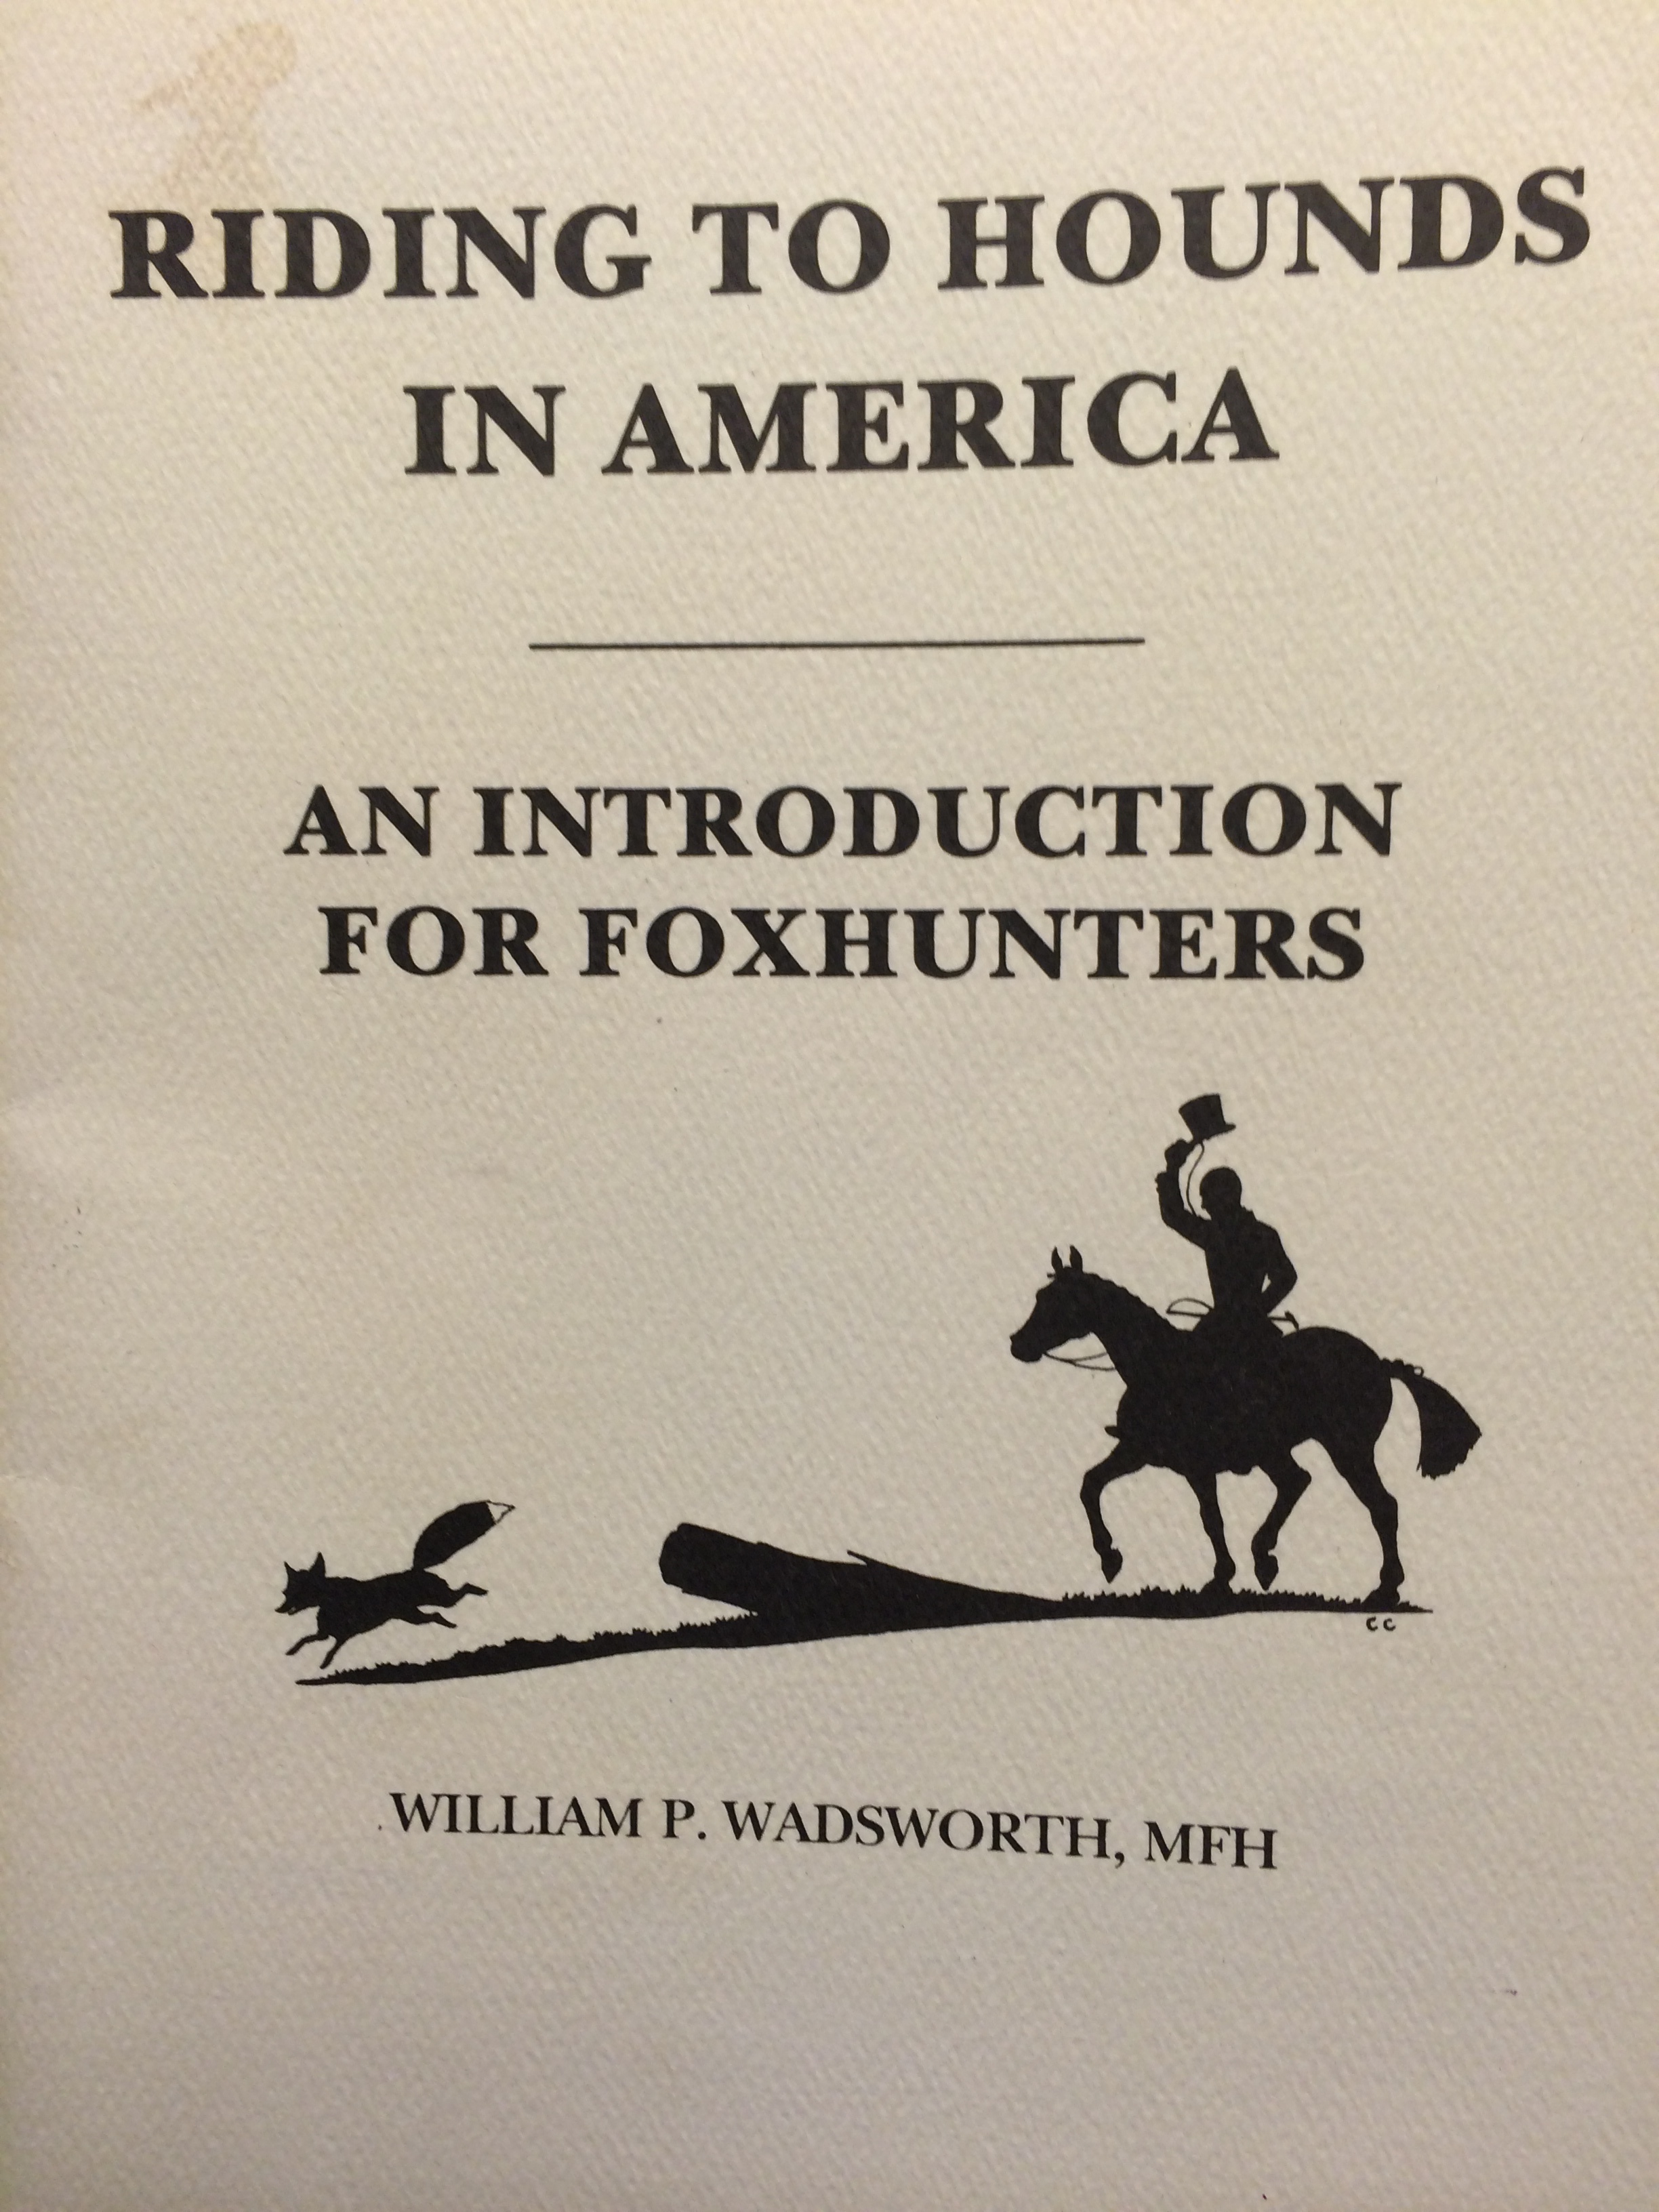 RIDING TO HOUNDS
IN AMERICA
AN INTRODUCTION
FOR FOXHUNTERS
CC
WILLIAM P. WADSWORTH, MFH